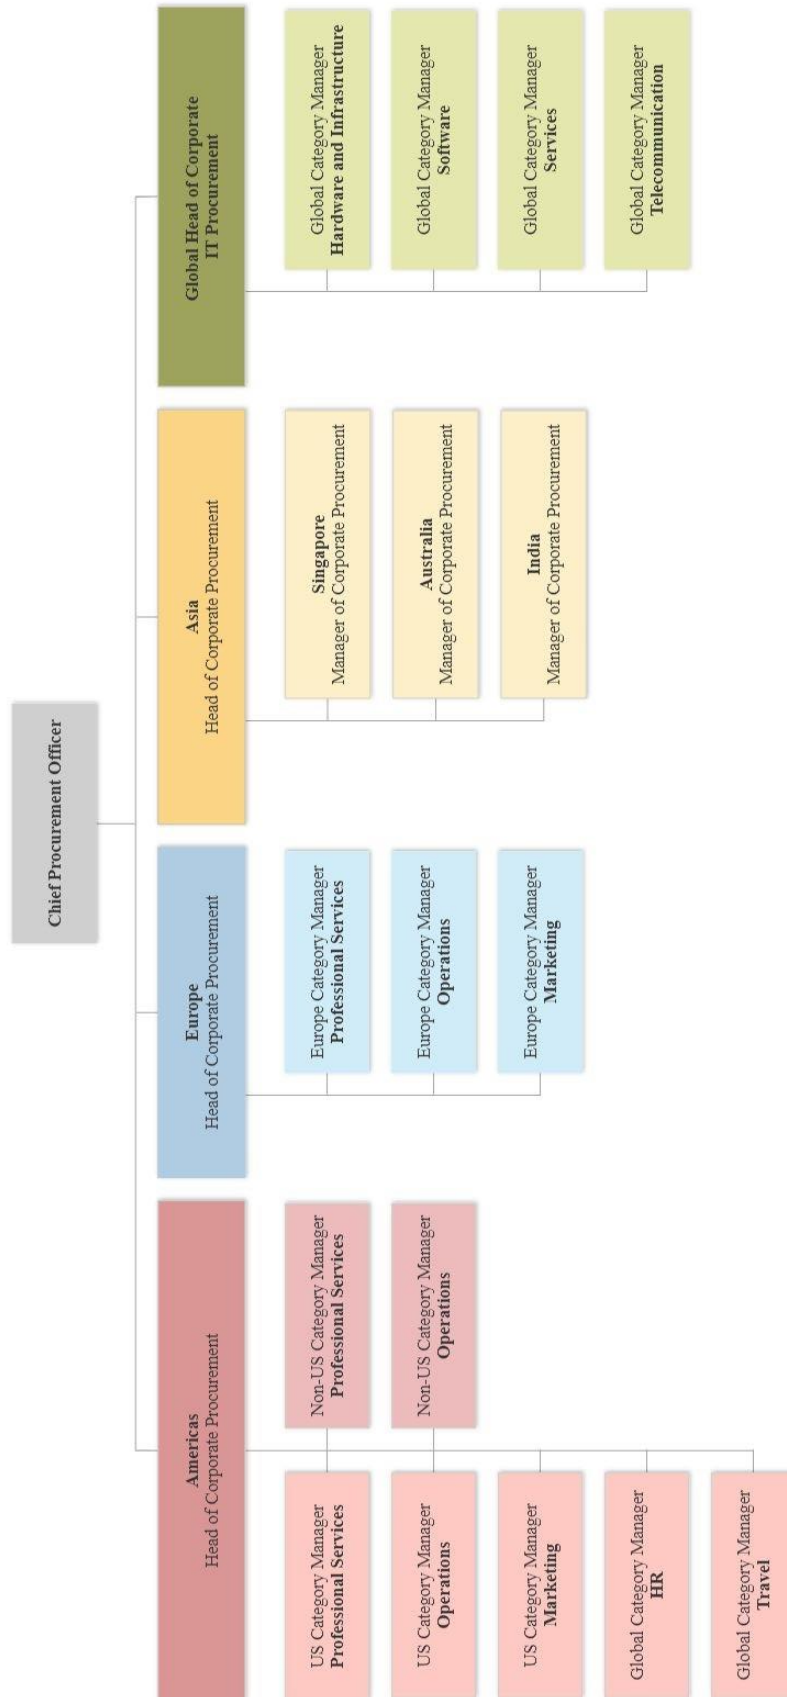 Chief Procurement Officer
Americas
Head of Corporate Procurement
US Category Manager
Professional Services
US Category Manager
Operations
US Category Manager
Marketing
Global Category Manager
HR
Global Category Manager
Travel
Non-US Category Manager
Professional Services
Non-US Category Manager
Operations
Europe
Head of Corporate Procurement
Europe Category Manager
Professional Services
Europe Category Manager
Operations
Europe Category Manager
Marketing
Asia
Head of Corporate Procurement
Singapore
Manager of Corporate Procurement
Australia
Manager of Corporate Procurement
India
Manager of Corporate Procurement
Global Head of Corporate
IT Procurement
Global Category Manager
Hardware and Infrastructure
Global Category Manager
Software
Global Category Manager
Services
Global Category Manager
Telecommunication